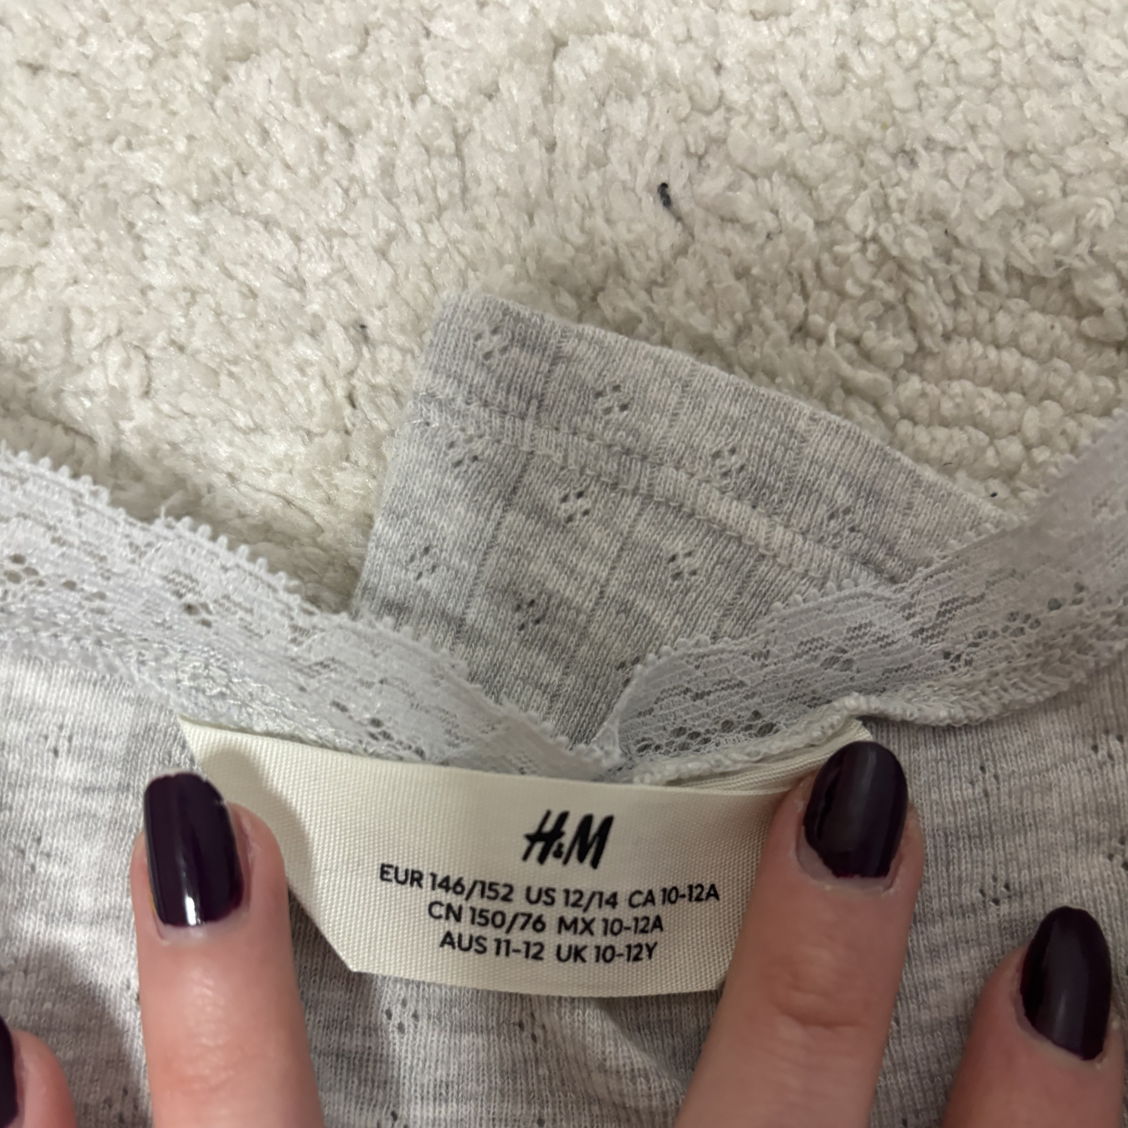 H&M
EUR 146/152 US 12/14 CA 10-12A
CN 150/76 MX 10-12A
AUS 11-12 UK 10-12Y